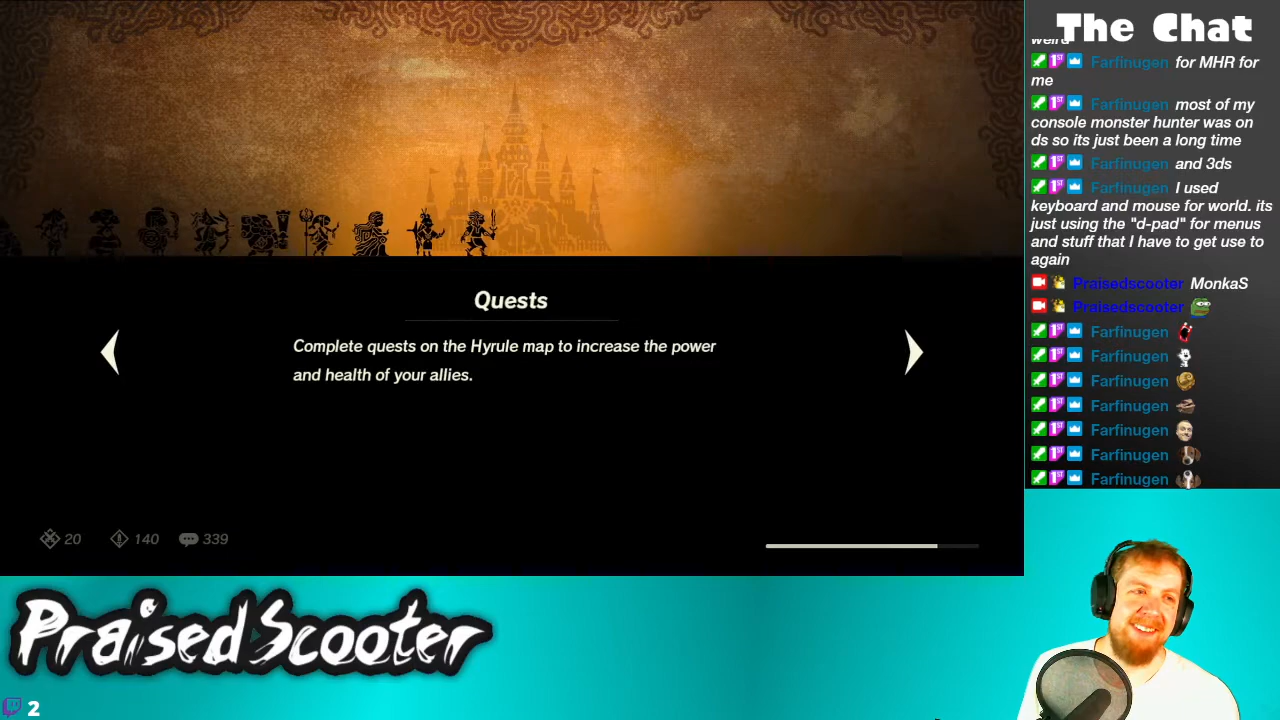 The Chat
weird
Farfinugen for MHR for
me
Farfinugen most of my
console monster hunter was on
ds so its just been a long time
Farfinugen and 3ds
Farfinugen I used
keyboard and mouse for world. its
just using the "d-pad" for menus
and stuff that I have to get use to
again
Praisedscooter MonkaS
Praisedscooter
Farfinugen
Farfinugen
Farfinugen
Farfinugen
Farfinugen
Farfinugen
Farfinugen
Quests
Complete quests on the Hyrule map to increase the power
and health of your allies.
20 140 339
PraisedScooter
2